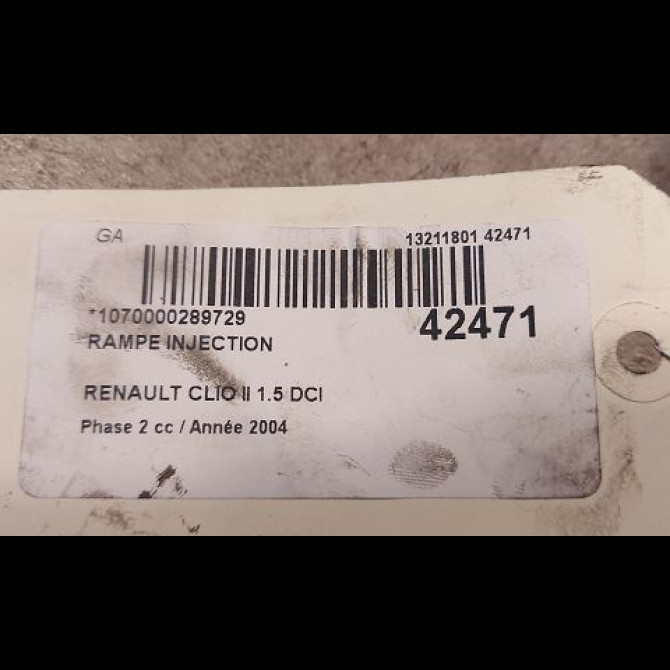 GA 13211801 42471
*1070000289729 42471
RAMPE INJECTION
RENAULT CLIO II 1.5 DCI
Phase 2 cc / Année 2004